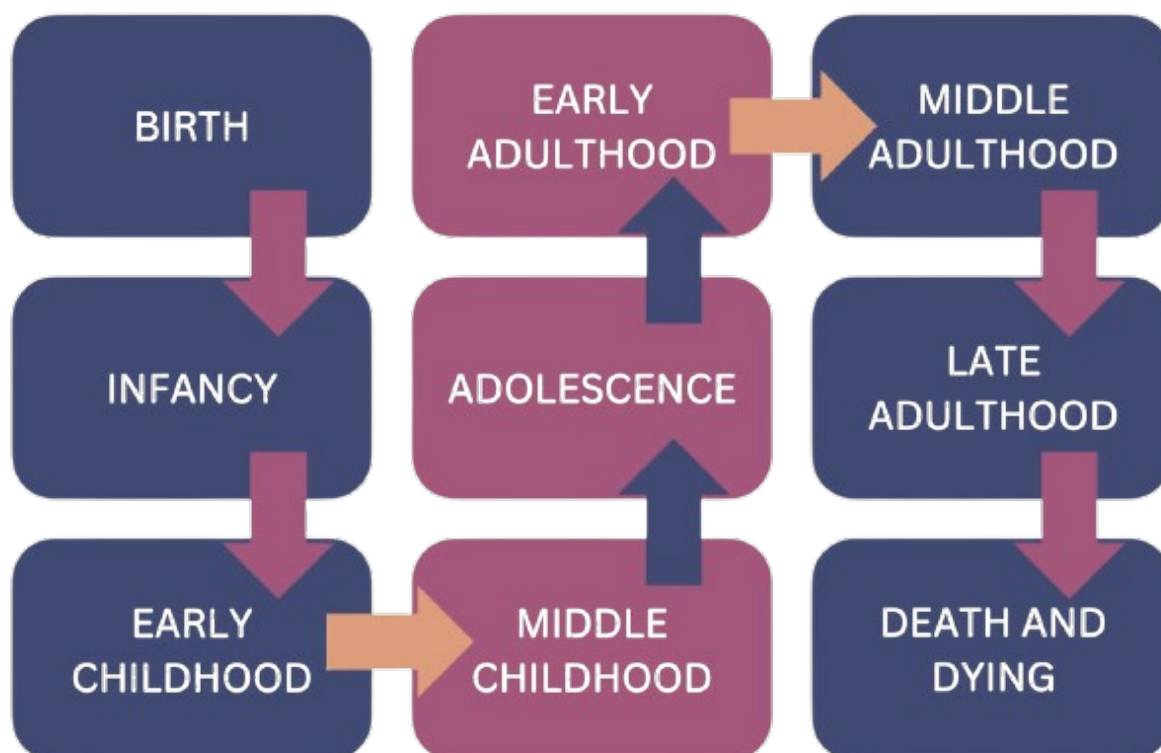 BIRTH
INFANCY
EARLY
CHILDHOOD
MIDDLE
CHILDHOOD
ADOLESCENCE
EARLY
ADULTHOOD
MIDDLE
ADULTHOOD
LATE
ADULTHOOD
DEATH AND
DYING